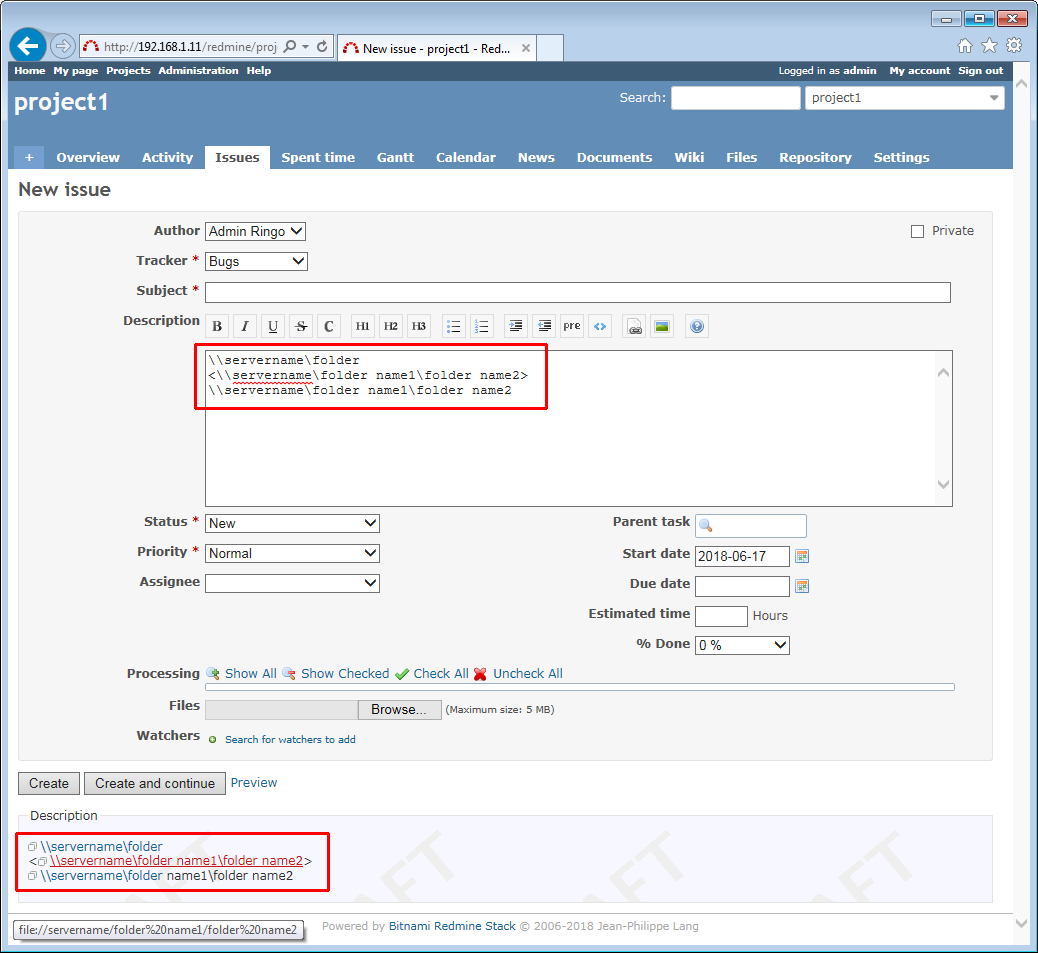 http://192.168.1.11/redmine/proj
New issue - project1 - Red...
Home My page Projects Administration Help
Logged in as admin My account Sign out
project1
Search:
project1
+ Overview Activity Issues Spent time Gantt Calendar News Documents Wiki Files Repository Settings
New issue
Author Admin Ringo
Private
Tracker * Bugs
Subject *
Description B I U S C H1 H2 H3 pre <>
\\servername\folder
<\\servername\folder name1\folder name2>
\\servername\folder name1\folder name2
Status * New
Parent task
Priority * Normal
Start date 2018-06-17
Assignee
Due date
Estimated time Hours
% Done 0 %
Processing Show All Show Checked Check All Uncheck All
Files Browse... (Maximum size: 5 MB)
Watchers Search for watchers to add
Create Create and continue Preview
Description
\\servername\folder
<\\servername\folder name1\folder name2>
\\servername\folder name1\folder name2
AFT AFT AFT
file://servername/folder%20name1/folder%20name2
Powered by Bitnami Redmine Stack © 2006-2018 Jean-Philippe Lang